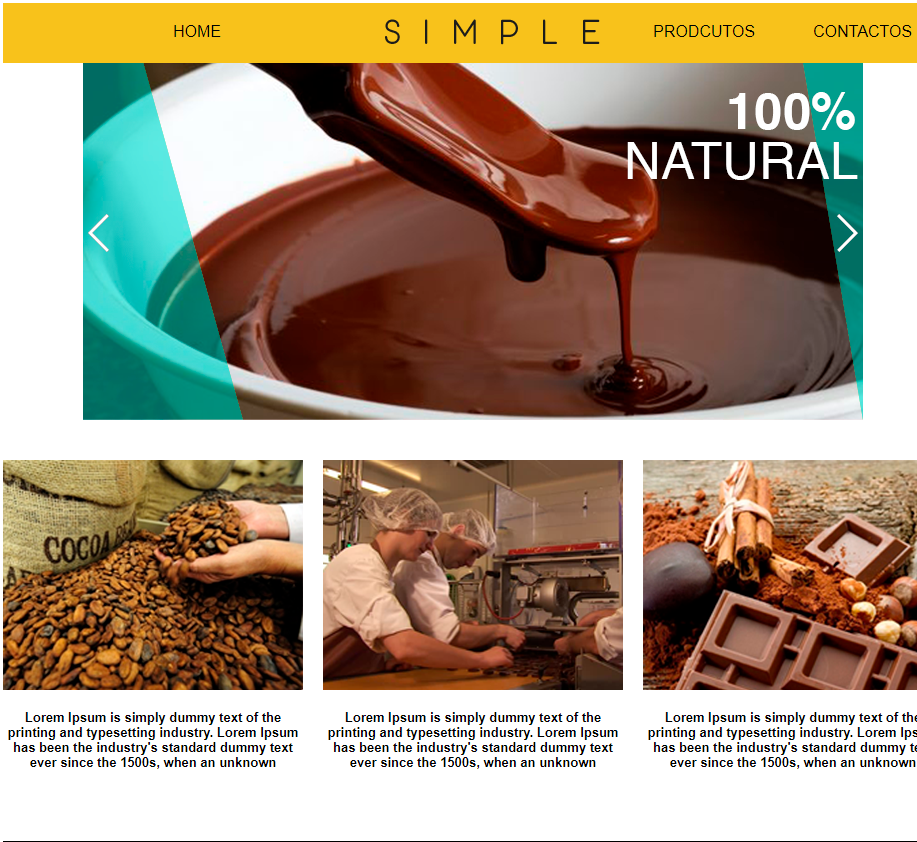 HOME SIMPLE PRODCUTOS CONTACTOS
100%
NATURAL
COCOA
Lorem Ipsum is simply dummy text of the
printing and typesetting industry. Lorem Ipsum
has been the industry's standard dummy text
ever since the 1500s, when an unknown
Lorem Ipsum is simply dummy text of the
printing and typesetting industry. Lorem Ipsum
has been the industry's standard dummy text
ever since the 1500s, when an unknown
Lorem Ipsum is simply dummy text of the
printing and typesetting industry. Lorem Ips
has been the industry's standard dummy te
ever since the 1500s, when an unknown